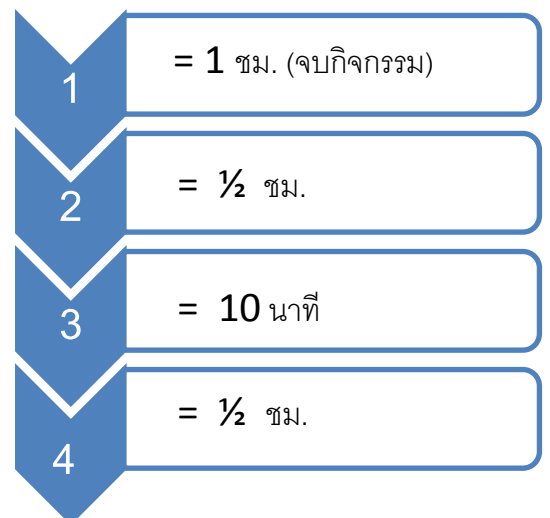 1
= 1 ชม. (จบกิจกรรม)
2
= ½ ชม.
3
= 10 นาที
4
= ½ ชม.